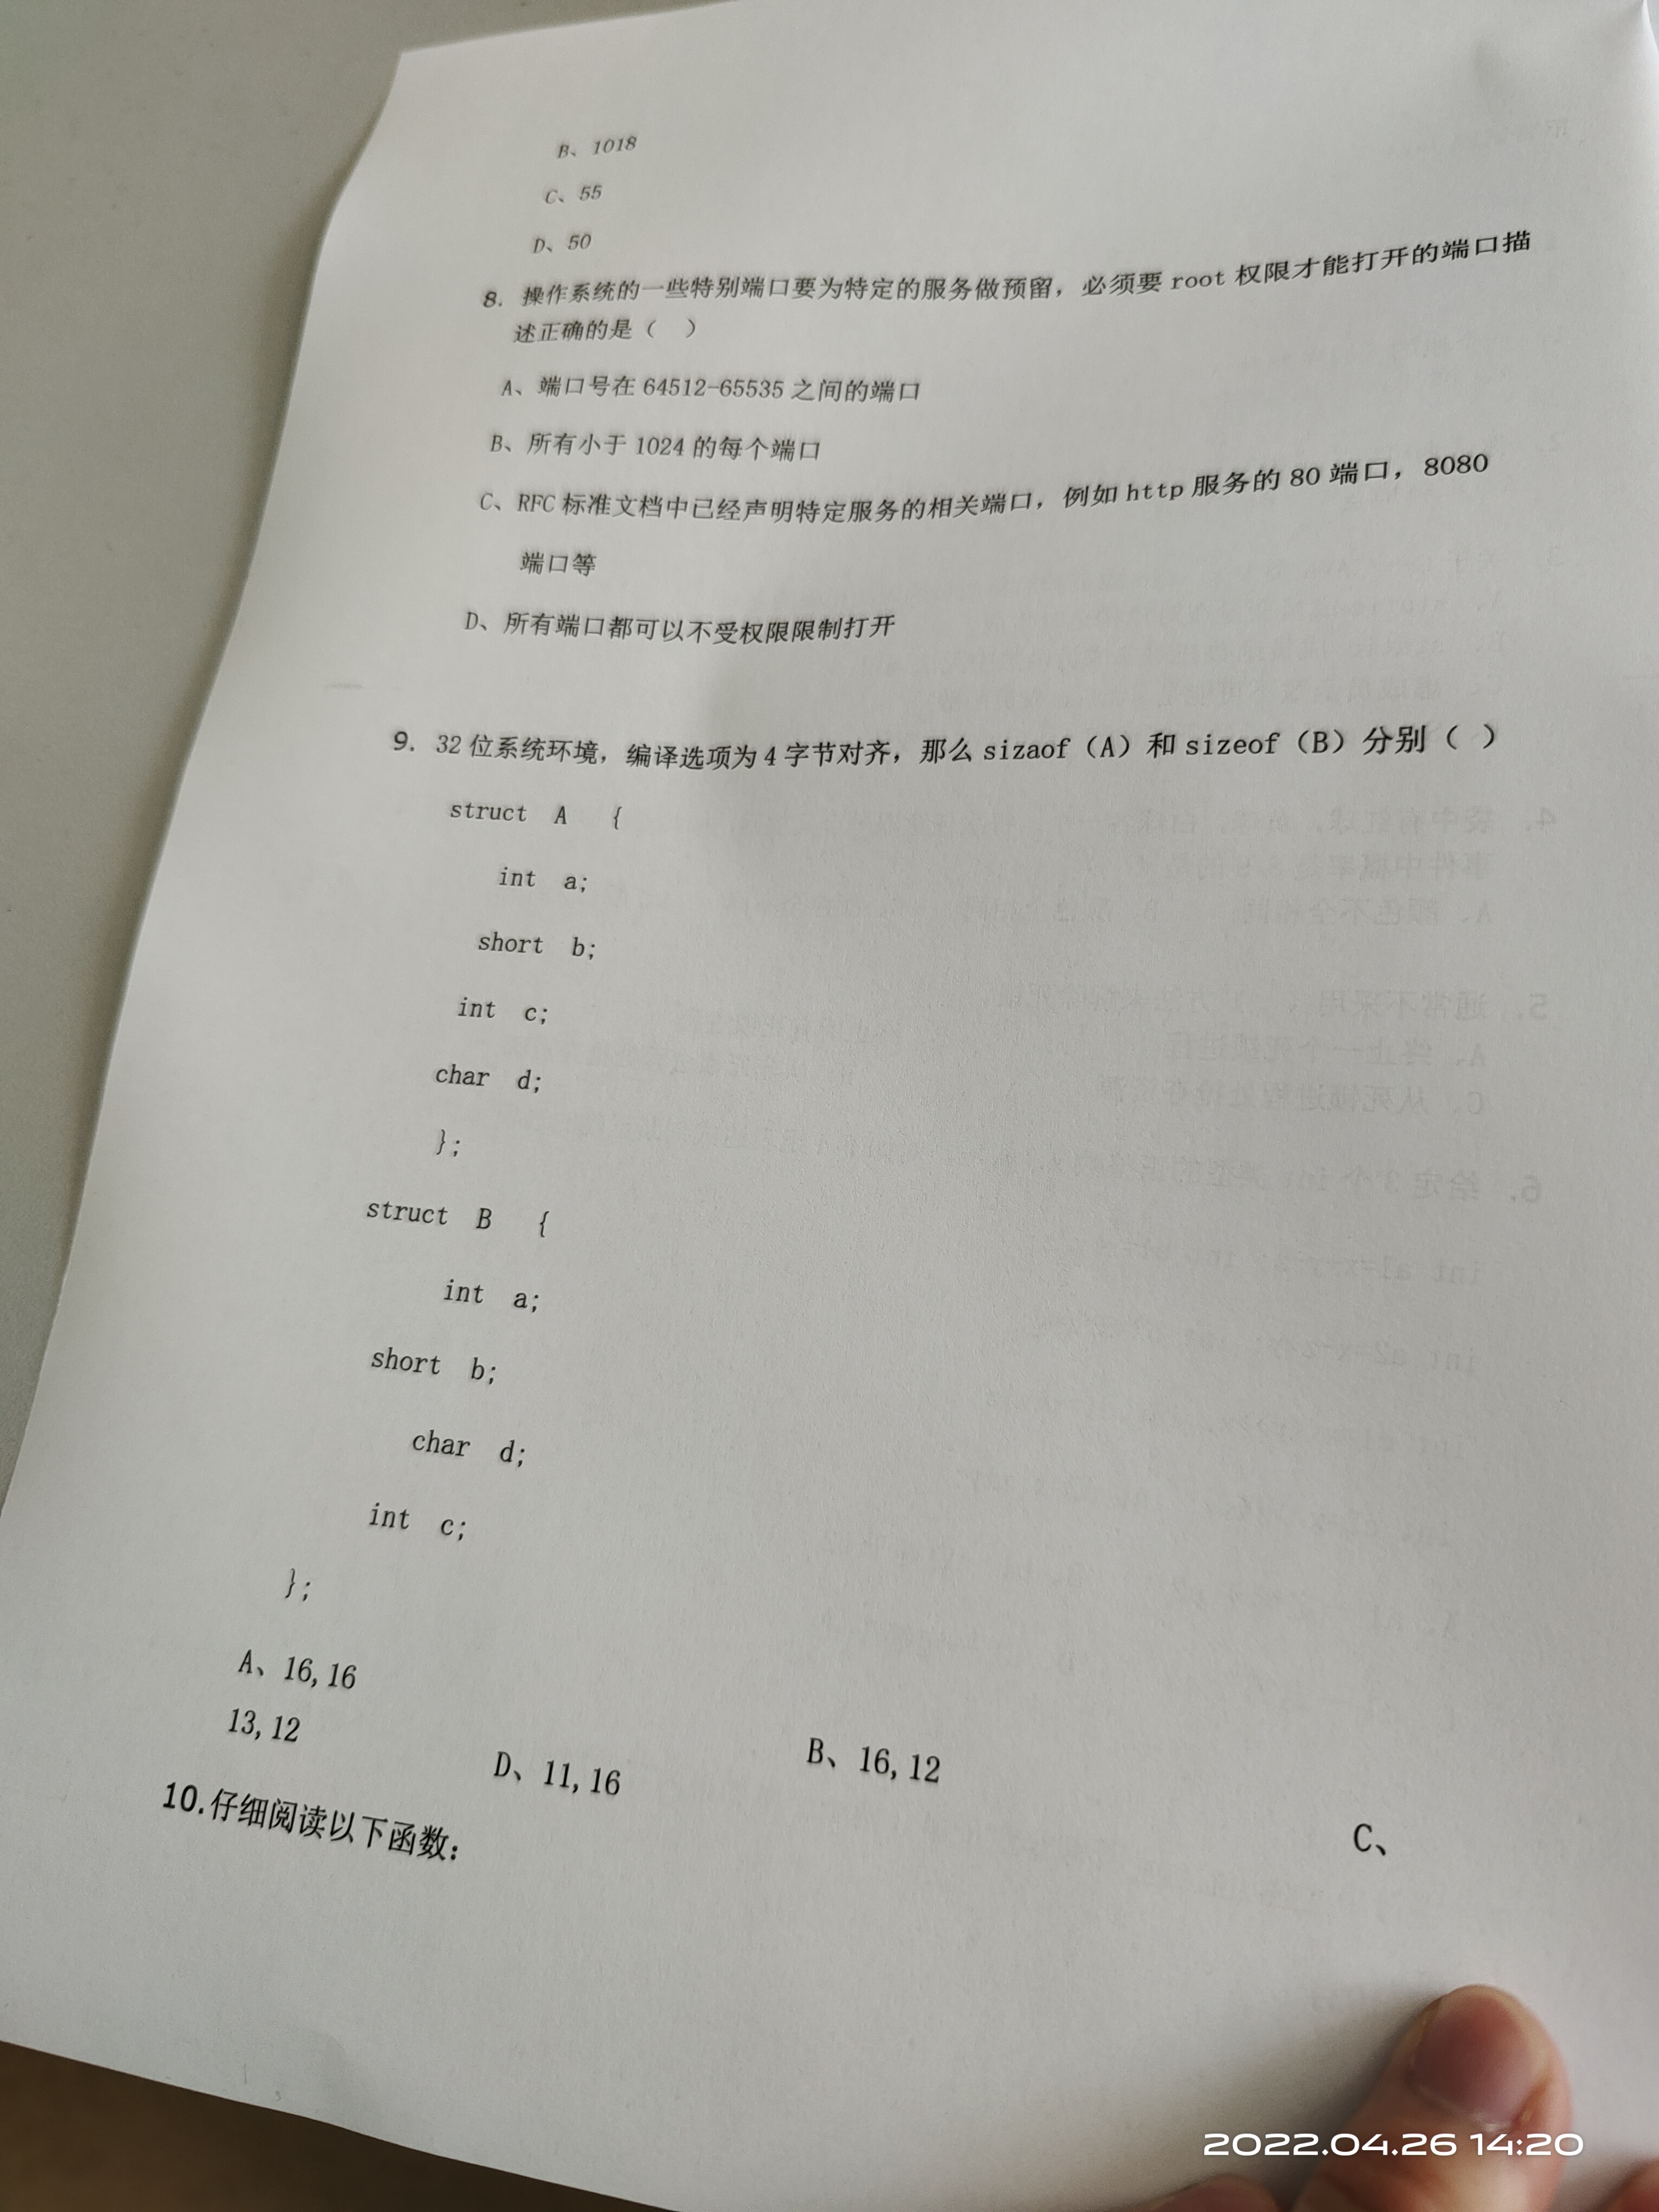 B、1018
C、55
D、50
8. 操作系统的一些特别端口要为特定的服务做预留，必须要 root 权限才能打开的端口描
述正确的是（ ）
A、端口号在 64512-65535 之间的端口
B、所有小于 1024 的每个端口
C、RFC 标准文档中已经声明特定服务的相关端口，例如 http 服务的 80 端口，8080
端口等
D、所有端口都可以不受权限限制打开
9. 32 位系统环境，编译选项为 4 字节对齐，那么 sizaof（A）和 sizeof（B）分别（ ）
struct A {
int a;
short b;
int c;
char d;
};
struct B {
int a;
short b;
char d;
int c;
};
A、16,16
B、16,12
C、
13,12
D、11,16
10.仔细阅读以下函数：
2022.04.26 14:20